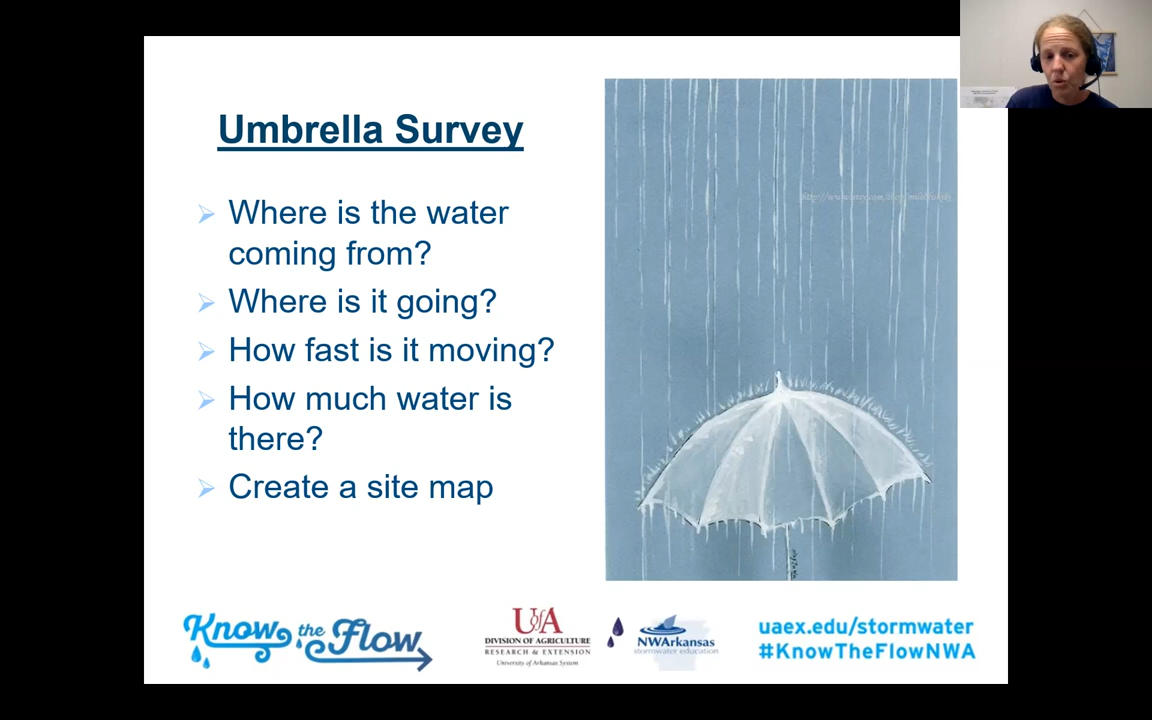 Umbrella Survey
Where is the water
coming from?
Where is it going?
How fast is it moving?
How much water is
there?
Create a site map
Know the Flow
UofA
DIVISION OF AGRICULTURE
RESEARCH & EXTENSION
University of Arkansas System
NWArkansas
stormwater education
uaex.edu/stormwater
#KnowTheFlowNWA